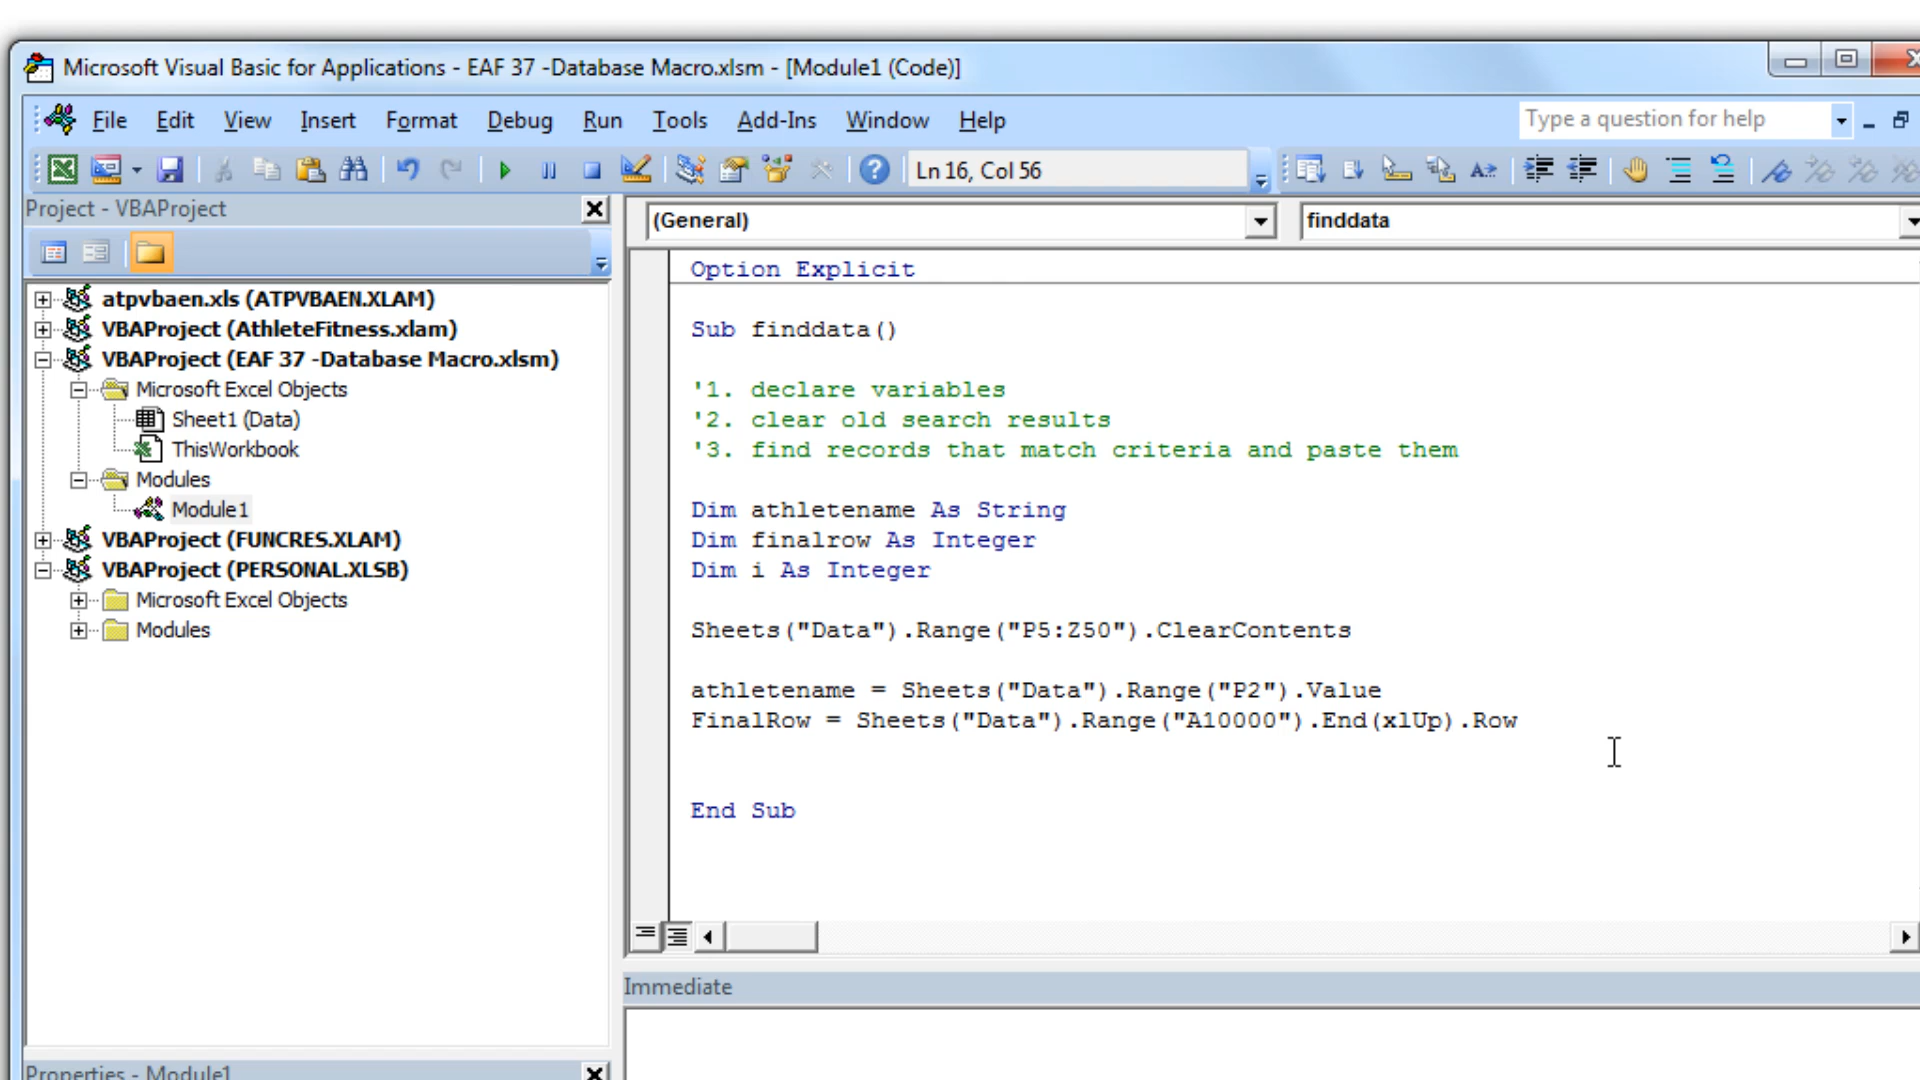 Microsoft Visual Basic for Applications - EAF 37 -Database Macro.xlsm - [Module1 (Code)]
File Edit View Insert Format Debug Run Tools Add-Ins Window Help
Type a question for help
Ln 16, Col 56
Project - VBAProject
(General)
finddata
atpvbaen.xls (ATPVBAEN.XLAM)
VBAProject (AthleteFitness.xlam)
VBAProject (EAF 37 -Database Macro.xlsm)
Microsoft Excel Objects
Sheet1 (Data)
ThisWorkbook
Modules
Module1
VBAProject (FUNCRES.XLAM)
VBAProject (PERSONAL.XLSB)
Microsoft Excel Objects
Modules
Option Explicit
Sub finddata()
'1. declare variables
'2. clear old search results
'3. find records that match criteria and paste them
Dim athletename As String
Dim finalrow As Integer
Dim i As Integer
Sheets("Data").Range("P5:Z50").ClearContents
athletename = Sheets("Data").Range("P2").Value
FinalRow = Sheets("Data").Range("A10000").End(xlUp).Row
End Sub
Immediate
Properties - Module1